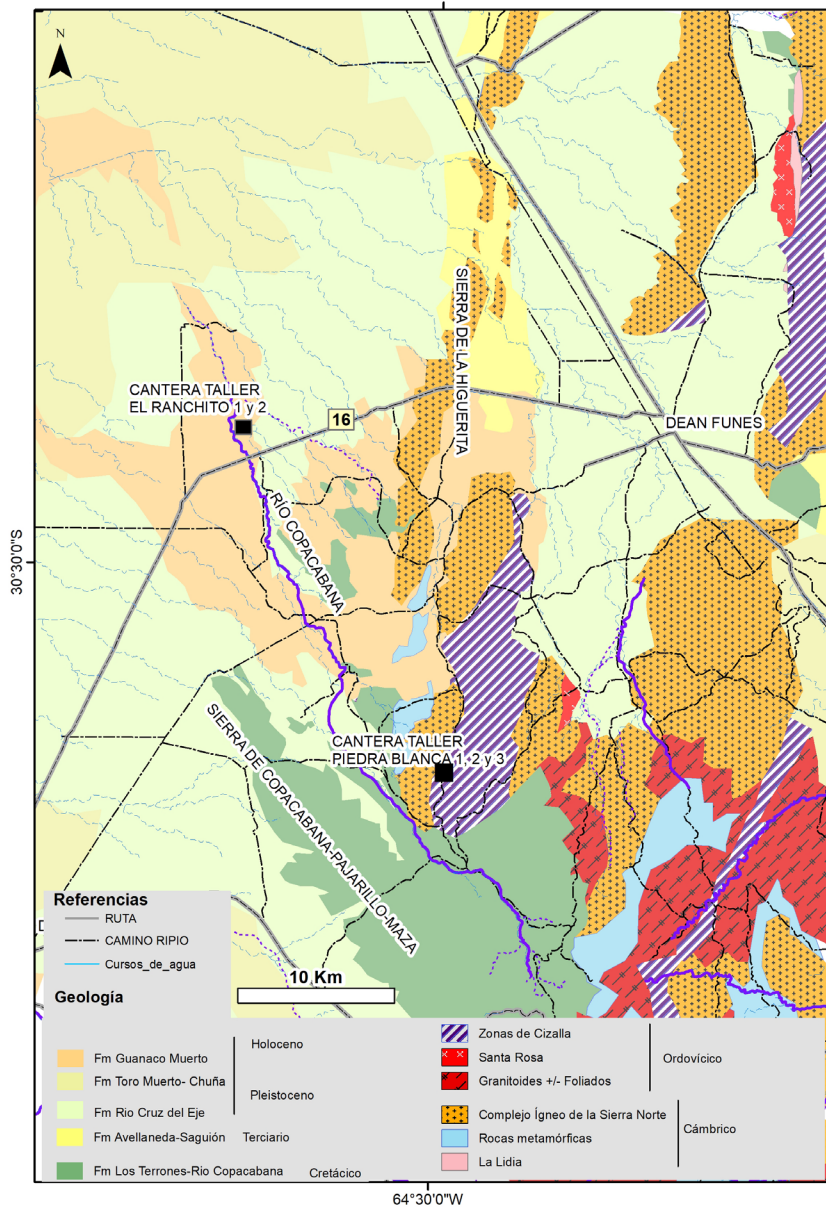 N
CANTERA TALLER
EL RANCHITO 1 y 2
16
SIERRA DE LA HIGUERITA
DEAN FUNES
RÍO COPACABANA
30°30'0"S
CANTERA TALLER
PIEDRA BLANCA 1, 2 y 3
SIERRA DE COPACABANA-PAJARILLO-MAZA
D
Referencias
RUTA
CAMINO RIPIO
Cursos_de_agua
10 Km
Geología
Fm Guanaco Muerto
Holoceno
Fm Toro Muerto- Chuña
Pleistoceno
Fm Rio Cruz del Eje
Fm Avellaneda-Saguión
Terciario
Fm Los Terrones-Rio Copacabana
Cretácico
Zonas de Cizalla
Santa Rosa
Ordovícico
Granitoides +/- Foliados
Complejo Ígneo de la Sierra Norte
Cámbrico
Rocas metamórficas
La Lidia
64°30'0"W